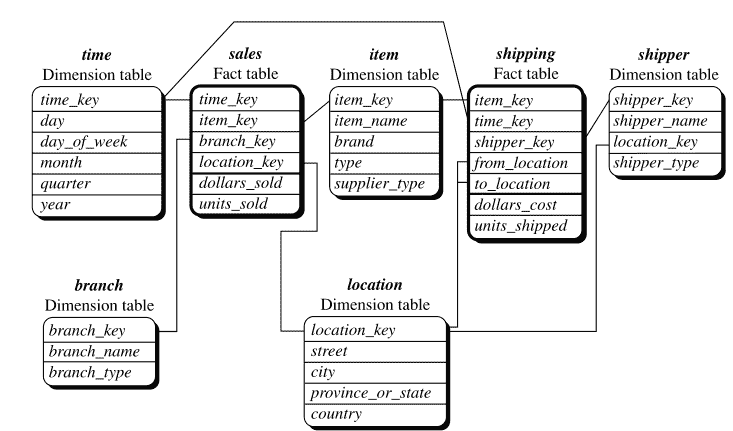 time
Dimension table
time_key
day
day_of_week
month
quarter
year
sales
Fact table
time_key
item_key
branch_key
location_key
dollars_sold
units_sold
item
Dimension table
item_key
item_name
brand
type
supplier_type
shipping
Fact table
item_key
time_key
shipper_key
from_location
to_location
dollars_cost
units_shipped
shipper
Dimension table
shipper_key
shipper_name
location_key
shipper_type
branch
Dimension table
branch_key
branch_name
branch_type
location
Dimension table
location_key
street
city
province_or_state
country